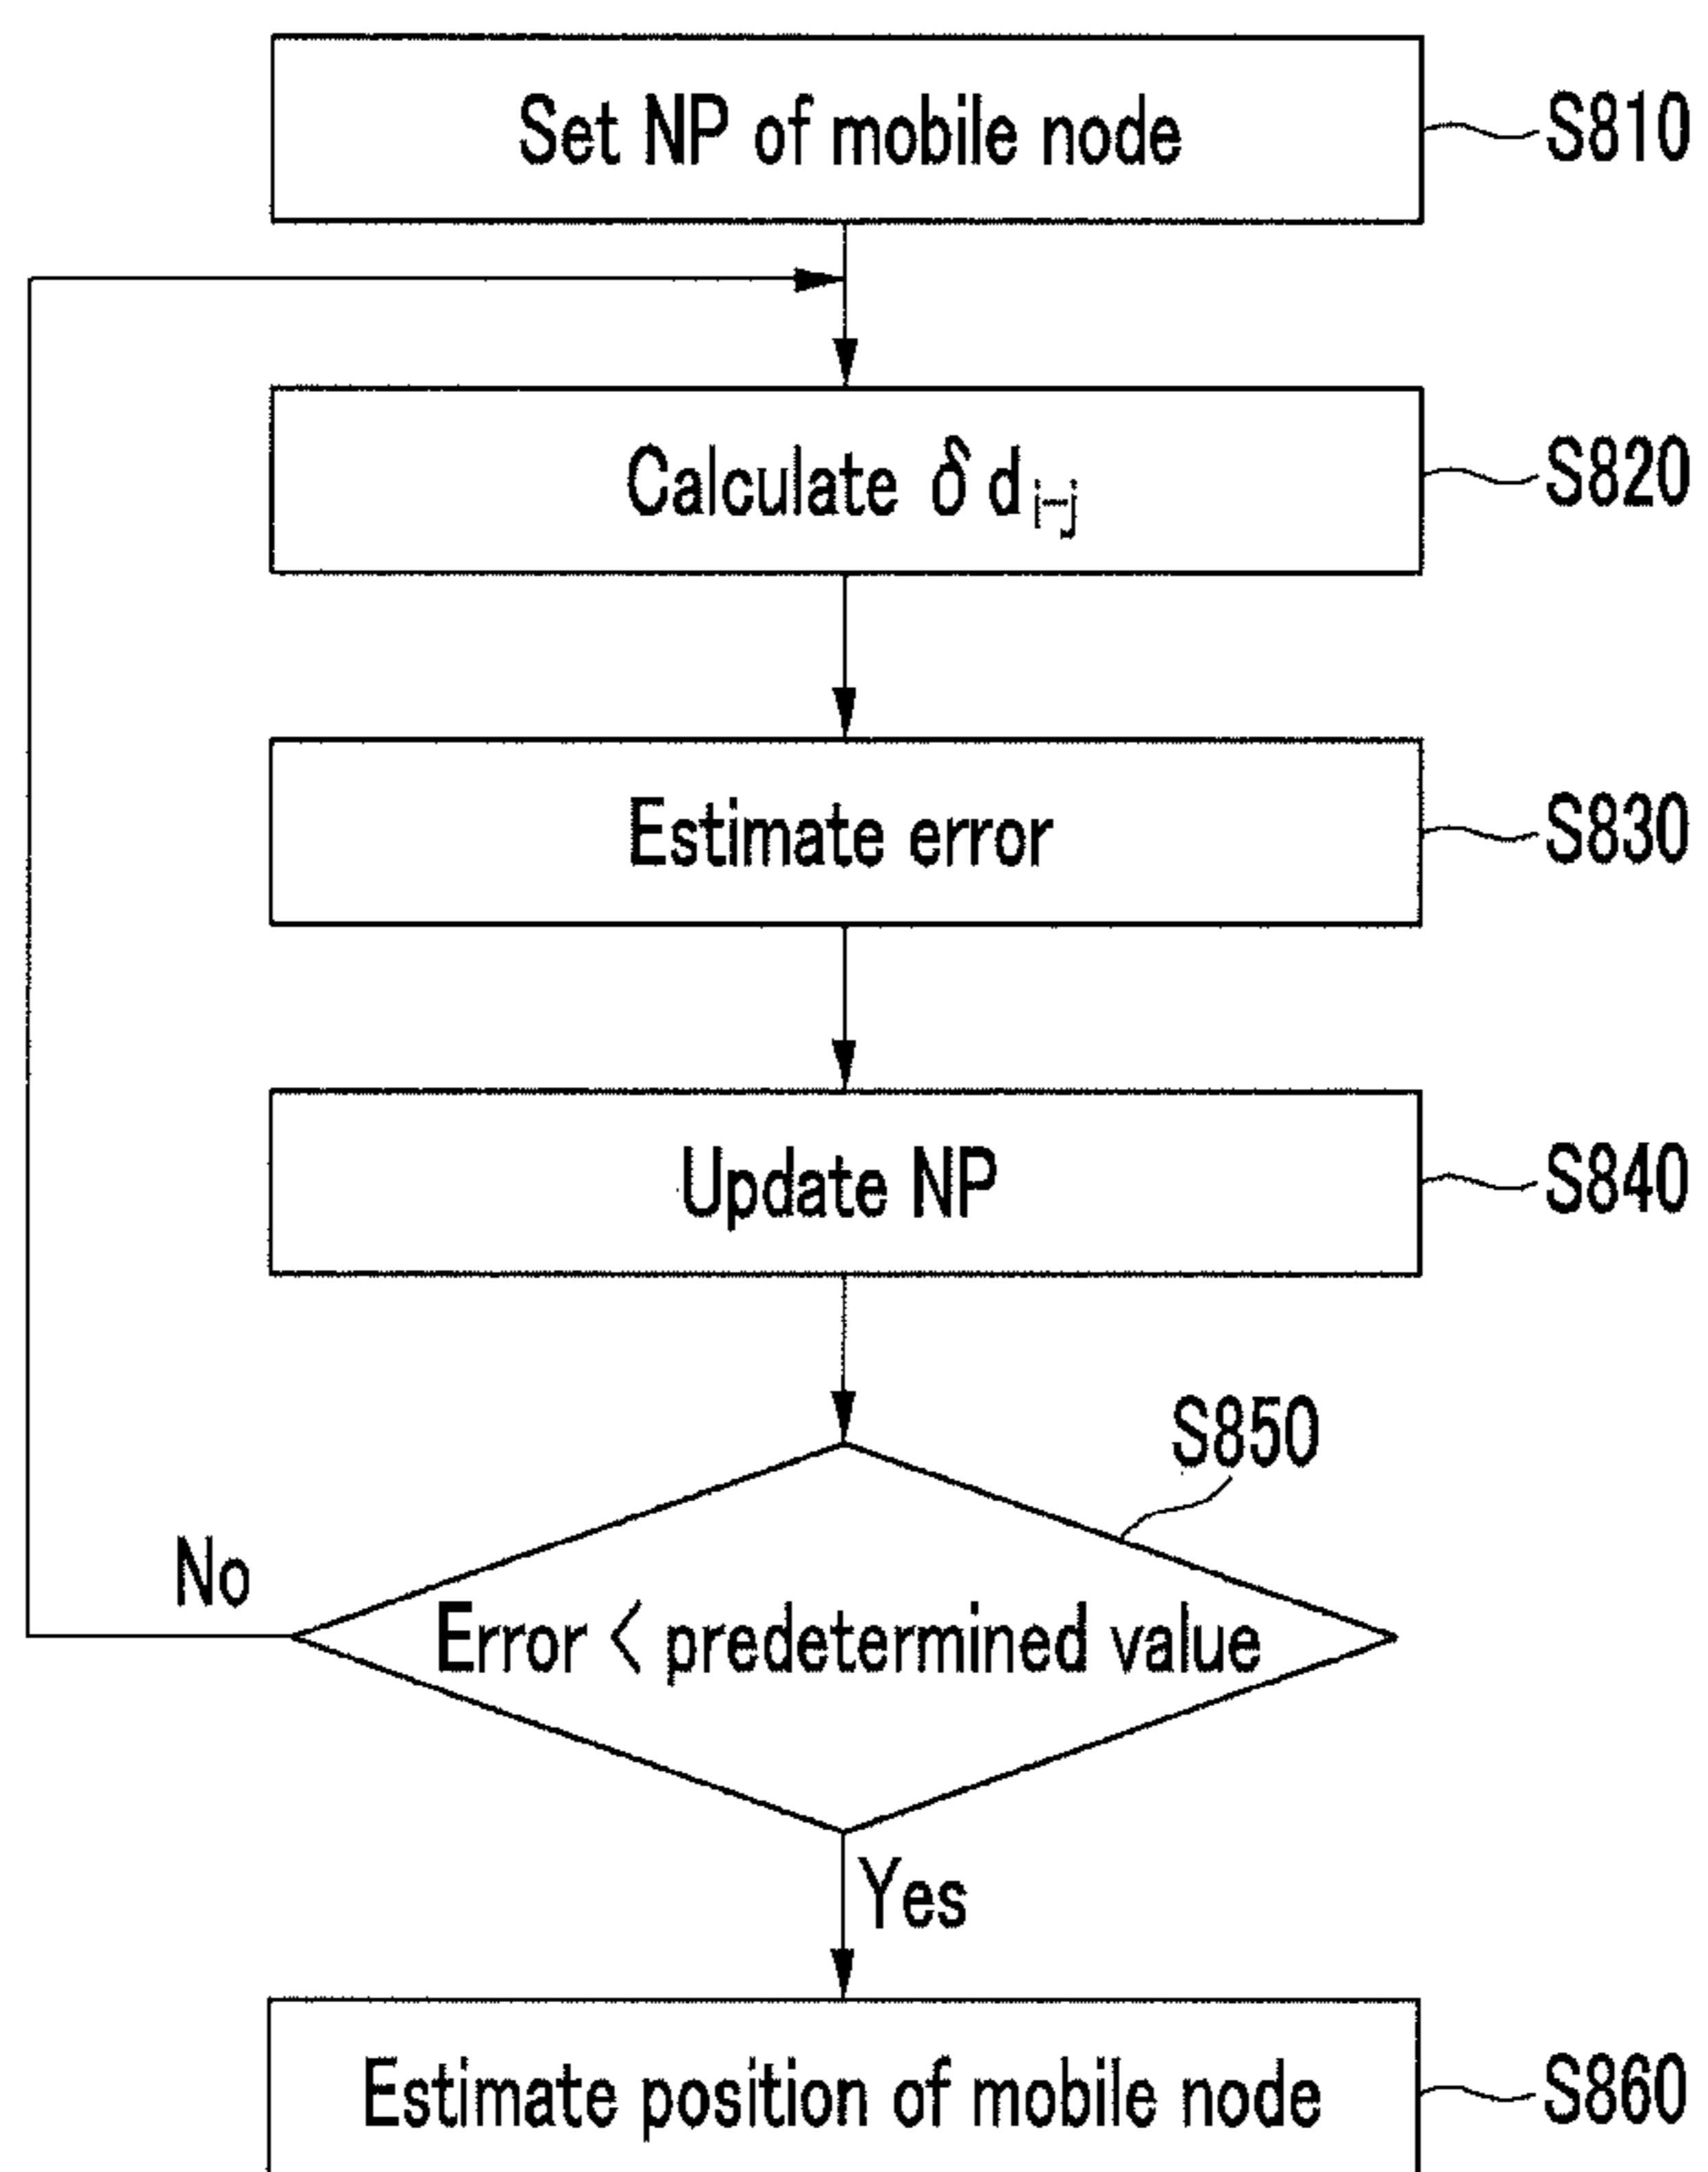 Set NP of mobile node
S810
Calculate δ d i-j
S820
Estimate error
S830
Update NP
S840
S850
No
Error < predetermined value
Yes
Estimate position of mobile node
S860